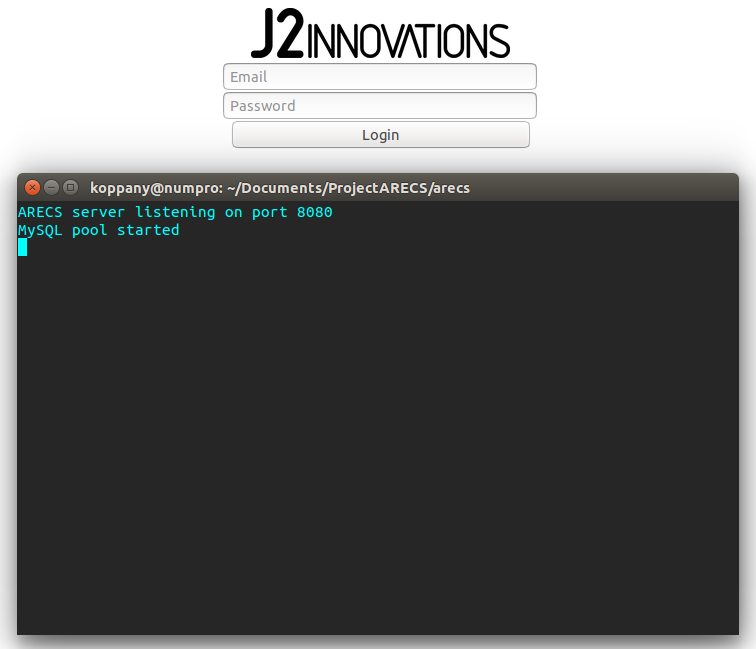 J2INNOVATIONS
Email
Password
Login
koppany@numpro: ~/Documents/ProjectARECS/arecs
ARECS server listening on port 8080
MySQL pool started